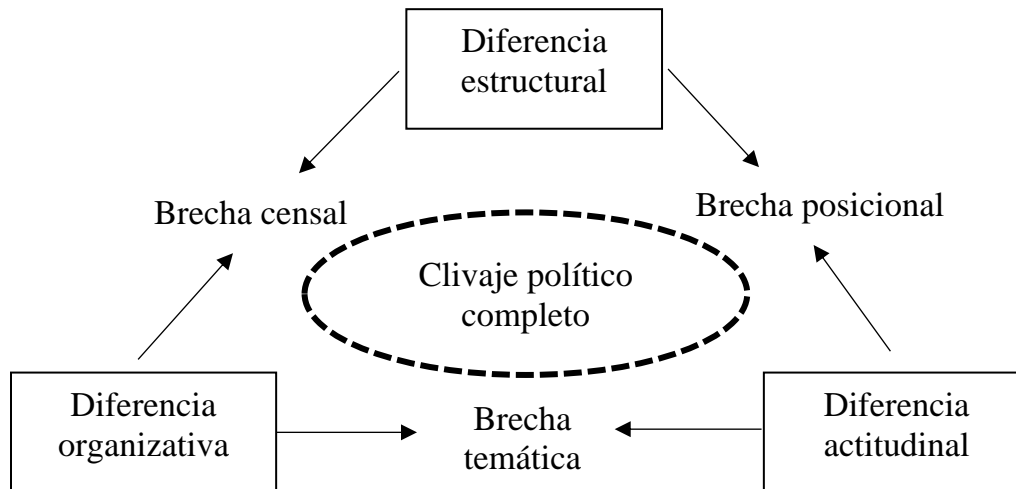 Diferencia
estructural
Brecha censal
Brecha posicional
Clivaje político
completo
Diferencia
organizativa
Brecha
temática
Diferencia
actitudinal